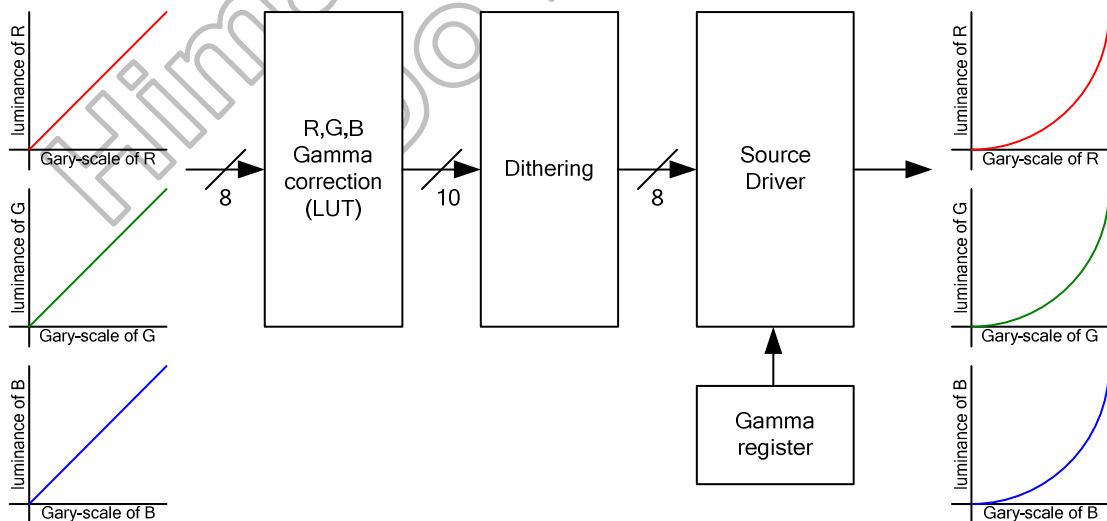 luminance of R
Gary-scale of R
luminance of G
Gary-scale of G
luminance of B
Gary-scale of B
8
R,G,B
Gamma
correction
(LUT)
10
Dithering
8
Source
Driver
Gamma
register
luminance of R
Gary-scale of R
luminance of G
Gary-scale of G
luminance of B
Gary-scale of B